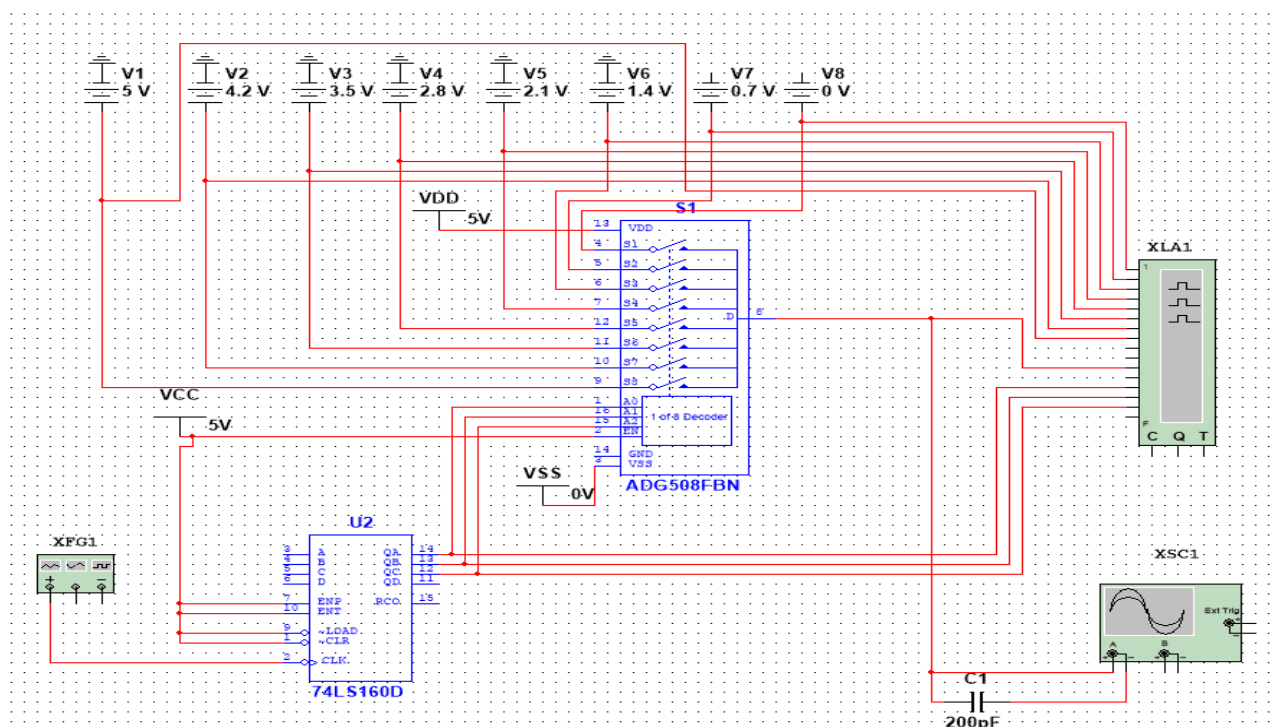 V1 V2 V3 V4 V5 V6 V7 V8
5 V 4.2 V 3.5 V 2.8 V 2.1 V 1.4 V 0.7 V 0 V
VDD
5V
S1
13 VDD
4 S1
5 S2
6 S3
7 S4
12 S5
11 S6
10 S7
9 S8
D 8
1 A0
16 A1
15 A2
2 EN
1 of 8 Decoder
14 GND
3 VSS
ADG508FBN
XLA1
1
F
C Q T
VCC
5V
VSS
0V
U2
3 A QA 14
4 B QB 13
5 C QC 12
6 D QD 11
7 ENP RCO 15
10 ENT
9 ~LOAD
1 ~CLR
2 CLK
74LS160D
XFG1
+ −
XSC1
Ext Trig
+
−
A B
+ − + −
C1
200pF